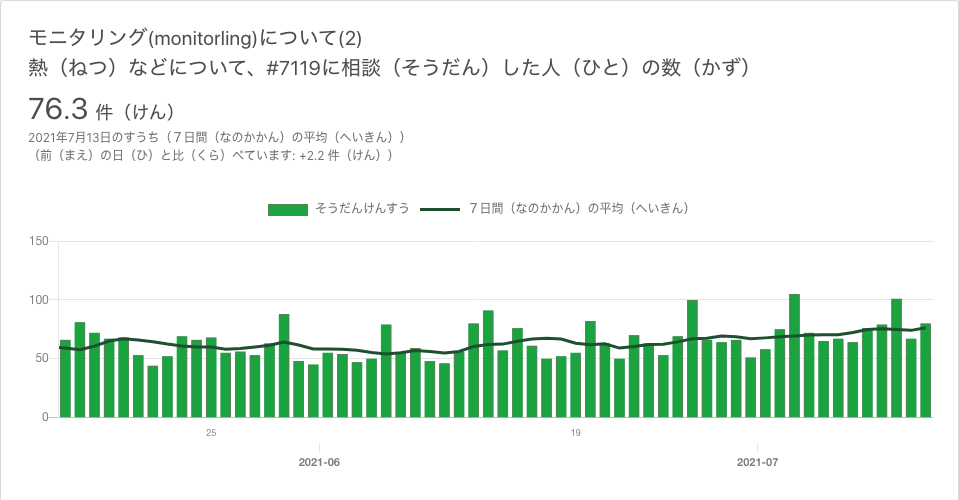 モニタリング(monitorling)について(2)
熱（ねつ）などについて、#7119に相談（そうだん）した人（ひと）の数（かず）
76.3 件（けん）
2021年7月13日のすうち（７日間（なのかかん）の平均（へいきん））
（前（まえ）の日（ひ）と比（くら）べています: +2.2 件（けん））
そうだんけんすう ７日間（なのかかん）の平均（へいきん）
150
100
50
0
25 19
2021-06 2021-07